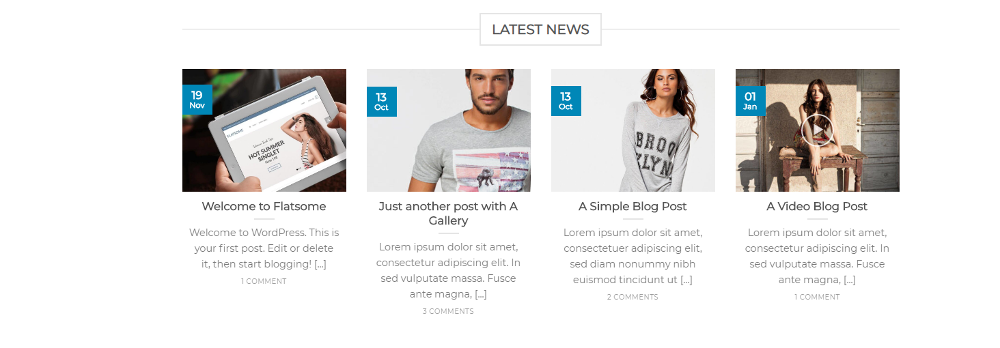 LATEST NEWS
19
Nov
FLATSOME
HOT SUMMER
SINGLET
Welcome to Flatsome
Welcome to WordPress. This is
your first post. Edit or delete
it, then start blogging! [...]
1 COMMENT
13
Oct
Just another post with A
Gallery
Lorem ipsum dolor sit amet,
consectetur adipiscing elit. In
sed vulputate massa. Fusce
ante magna, [...]
3 COMMENTS
13
Oct
BROO
KLYN
A Simple Blog Post
Lorem ipsum dolor sit amet,
consectetuer adipiscing elit,
sed diam nonummy nibh
euismod tincidunt ut [...]
2 COMMENTS
01
Jan
A Video Blog Post
Lorem ipsum dolor sit amet,
consectetur adipiscing elit. In
sed vulputate massa. Fusce
ante magna, [...]
1 COMMENT